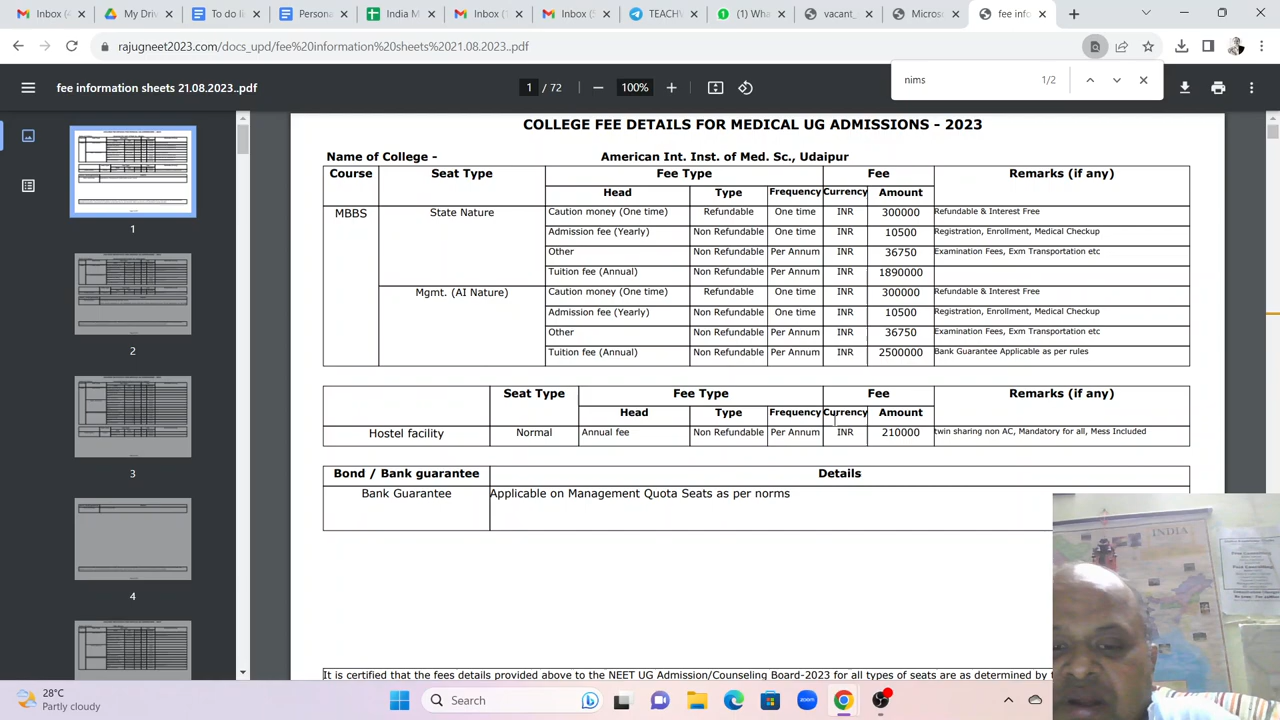 My Driv
To do li
Persona
India M
Inbox (1
Inbox (5
TEACHW
(1) Wha
vacant_
Microso
fee info
rajugneet2023.com/docs_upd/fee%20information%20sheets%2021.08.2023..pdf
nims
1/2
fee information sheets 21.08.2023..pdf
1 / 72
100%
COLLEGE FEE DETAILS FOR MEDICAL UG ADMISSIONS - 2023
Name of College - American Int. Inst. of Med. Sc., Udaipur
Course Seat Type Fee Type Fee Remarks (if any)
Head Type Frequency Currency Amount
MBBS State Nature Caution money (One time) Refundable One time INR 300000 Refundable & Interest Free
Admission fee (Yearly) Non Refundable One time INR 10500 Registration, Enrollment, Medical Checkup
Other Non Refundable Per Annum INR 36750 Examination Fees, Exm Transportation etc
Tuition fee (Annual) Non Refundable Per Annum INR 1890000
Mgmt. (AI Nature) Caution money (One time) Refundable One time INR 300000 Refundable & Interest Free
Admission fee (Yearly) Non Refundable One time INR 10500 Registration, Enrollment, Medical Checkup
Other Non Refundable Per Annum INR 36750 Examination Fees, Exm Transportation etc
Tuition fee (Annual) Non Refundable Per Annum INR 2500000 Bank Guarantee Applicable as per rules
Seat Type Fee Type Fee Remarks (if any)
Head Type Frequency Currency Amount
Hostel facility Normal Annual fee Non Refundable Per Annum INR 210000 twin sharing non AC, Mandatory for all, Mess Included
Bond / Bank guarantee Details
Bank Guarantee Applicable on Management Quota Seats as per norms
It is certified that the fees details provided above to the NEET UG Admission/Counseling Board-2023 for all types of seats are as determined by
1
2
3
4
INDIA
28°C
Partly cloudy
Search
zoom